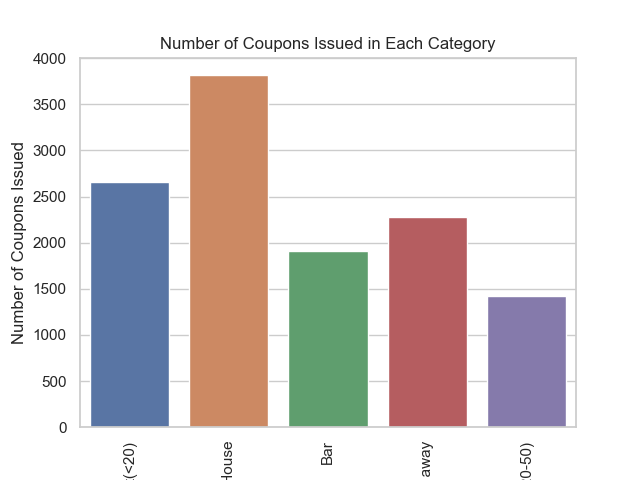 Number of Coupons Issued in Each Category
Number of Coupons Issued
4000
3500
3000
2500
2000
1500
1000
500
0
(<20)
House
Bar
away
0-50)